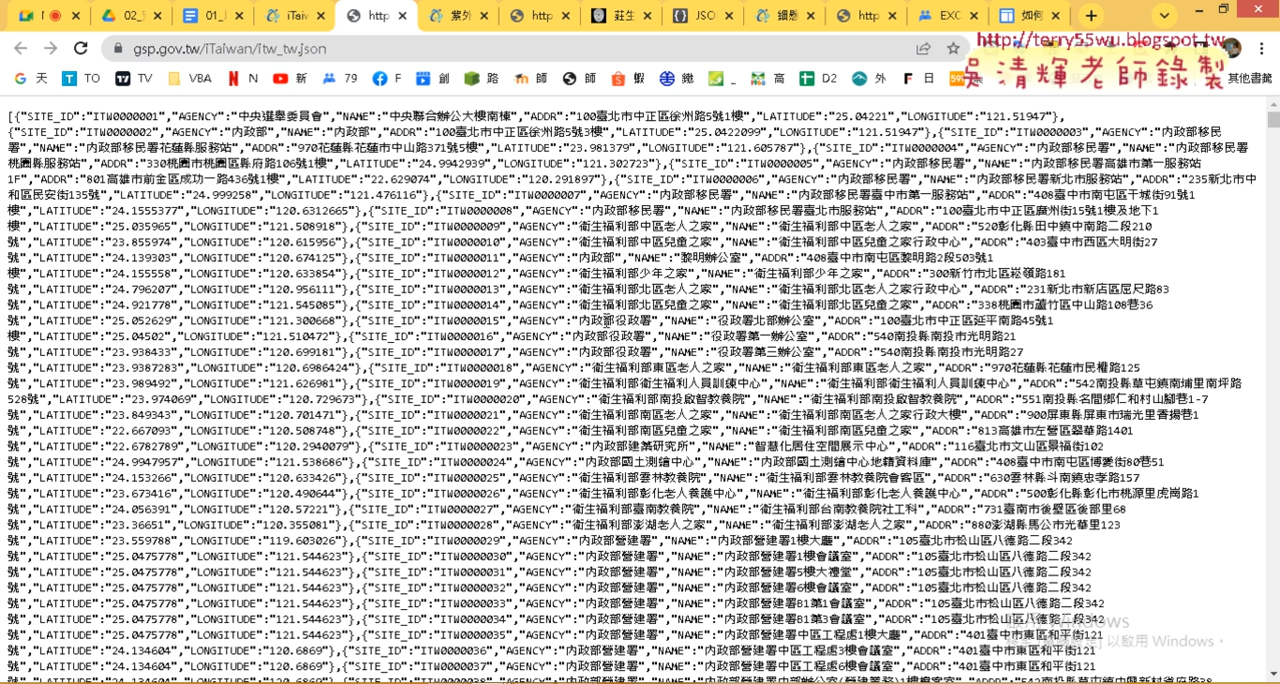 02_
01_
iTai
http
紫外
http
莊生
JSO
細懸
http
EXC
如何
gsp.gov.tw/iTaiwan/itw_tw.json
http://terry55wu.blogspot.tw
吳清輝老師錄製
天 TO TV VBA N 新 79 F 創 路 師 師 蝦 _ 高 D2 外 日 其他書籤
[{"SITE_ID":"ITW0000001","AGENCY":"中央選舉委員會","NAME":"中央聯合辦公大樓南棟","ADDR":"100臺北市中正區徐州路5號1樓","LATITUDE":"25.04221","LONGITUDE":"121.51947"},
{"SITE_ID":"ITW0000002","AGENCY":"內政部","NAME":"內政部","ADDR":"100臺北市中正區徐州路5號3樓","LATITUDE":"25.0422099","LONGITUDE":"121.51947"},{"SITE_ID":"ITW0000003","AGENCY":"內政部移民
署","NAME":"內政部移民署花蓮縣服務站","ADDR":"970花蓮縣花蓮市中山路371號5樓","LATITUDE":"23.981379","LONGITUDE":"121.605787"},{"SITE_ID":"ITW0000004","AGENCY":"內政部移民署","NAME":"內政部移民署
桃園縣服務站","ADDR":"330桃園市桃園區縣府路106號1樓","LATITUDE":"24.9942939","LONGITUDE":"121.302723"},{"SITE_ID":"ITW0000005","AGENCY":"內政部移民署","NAME":"內政部移民署高雄市第一服務站
1F","ADDR":"801高雄市前金區成功一路436號1樓","LATITUDE":"22.629074","LONGITUDE":"120.291897"},{"SITE_ID":"ITW0000006","AGENCY":"內政部移民署","NAME":"內政部移民署新北市服務站","ADDR":"235新北市中
和區民安街135號","LATITUDE":"24.999258","LONGITUDE":"121.476116"},{"SITE_ID":"ITW0000007","AGENCY":"內政部移民署","NAME":"內政部移民署臺中市第一服務站","ADDR":"408臺中市南屯區干城街91號1
樓","LATITUDE":"24.1555377","LONGITUDE":"120.6312665"},{"SITE_ID":"ITW0000008","AGENCY":"內政部移民署","NAME":"內政部移民署臺北市服務站","ADDR":"100臺北市中正區廣州街15號1樓及地下1
樓","LATITUDE":"25.035965","LONGITUDE":"121.508918"},{"SITE_ID":"ITW0000009","AGENCY":"衛生福利部中區老人之家","NAME":"衛生福利部中區老人之家","ADDR":"520彰化縣田中鎮中南路二段210
號","LATITUDE":"23.855974","LONGITUDE":"120.615956"},{"SITE_ID":"ITW0000010","AGENCY":"衛生福利部中區兒童之家","NAME":"衛生福利部中區兒童之家行政中心","ADDR":"403臺中市西區大明街27
號","LATITUDE":"24.139303","LONGITUDE":"120.674125"},{"SITE_ID":"ITW0000011","AGENCY":"內政部","NAME":"黎明辦公室","ADDR":"408臺中市南屯區黎明路2段503號1
樓","LATITUDE":"24.155558","LONGITUDE":"120.633854"},{"SITE_ID":"ITW0000012","AGENCY":"衛生福利部少年之家","NAME":"衛生福利部少年之家","ADDR":"300新竹市北區崧嶺路181
號","LATITUDE":"24.796207","LONGITUDE":"120.956111"},{"SITE_ID":"ITW0000013","AGENCY":"衛生福利部北區老人之家","NAME":"衛生福利部北區老人之家行政中心","ADDR":"231新北市新店區屈尺路83
號","LATITUDE":"24.921778","LONGITUDE":"121.545085"},{"SITE_ID":"ITW0000014","AGENCY":"衛生福利部北區兒童之家","NAME":"衛生福利部北區兒童之家","ADDR":"338桃園市蘆竹區中山路108巷36
號","LATITUDE":"25.052629","LONGITUDE":"121.300668"},{"SITE_ID":"ITW0000015","AGENCY":"內政部役政署","NAME":"役政署北部辦公室","ADDR":"100臺北市中正區延平南路45號1
樓","LATITUDE":"25.04502","LONGITUDE":"121.510472"},{"SITE_ID":"ITW0000016","AGENCY":"內政部役政署","NAME":"役政署第一辦公室","ADDR":"540南投縣南投市光明路21
號","LATITUDE":"23.938433","LONGITUDE":"120.699181"},{"SITE_ID":"ITW0000017","AGENCY":"內政部役政署","NAME":"役政署第三辦公室","ADDR":"540南投縣南投市光明路27
號","LATITUDE":"23.9387283","LONGITUDE":"120.6986424"},{"SITE_ID":"ITW0000018","AGENCY":"衛生福利部東區老人之家","NAME":"衛生福利部東區老人之家","ADDR":"970花蓮縣花蓮市民權路125
號","LATITUDE":"23.989492","LONGITUDE":"121.626981"},{"SITE_ID":"ITW0000019","AGENCY":"衛生福利部衛生福利人員訓練中心","NAME":"衛生福利部衛生福利人員訓練中心","ADDR":"542南投縣草屯鎮南埔里南坪路
528號","LATITUDE":"23.974069","LONGITUDE":"120.729673"},{"SITE_ID":"ITW0000020","AGENCY":"衛生福利部南投啟智教養院","NAME":"衛生福利部南投啟智教養院","ADDR":"551南投縣名間鄉仁和村山腳巷1-7
號","LATITUDE":"23.849343","LONGITUDE":"120.701471"},{"SITE_ID":"ITW0000021","AGENCY":"衛生福利部南區老人之家","NAME":"衛生福利部南區老人之家行政大樓","ADDR":"900屏東縣屏東市瑞光里香揚巷1
號","LATITUDE":"22.667093","LONGITUDE":"120.508748"},{"SITE_ID":"ITW0000022","AGENCY":"衛生福利部南區兒童之家","NAME":"衛生福利部南區兒童之家","ADDR":"813高雄市左營區翠華路1401
號","LATITUDE":"22.6782789","LONGITUDE":"120.2940079"},{"SITE_ID":"ITW0000023","AGENCY":"內政部建築研究所","NAME":"智慧化居住空間展示中心","ADDR":"116臺北市文山區景福街102
號","LATITUDE":"24.9947957","LONGITUDE":"121.538686"},{"SITE_ID":"ITW0000024","AGENCY":"內政部國土測繪中心","NAME":"內政部國土測繪中心地籍資料庫","ADDR":"408臺中市南屯區博愛街80巷51
號","LATITUDE":"24.153266","LONGITUDE":"120.633426"},{"SITE_ID":"ITW0000025","AGENCY":"衛生福利部雲林教養院","NAME":"衛生福利部雲林教養院會客區","ADDR":"630雲林縣斗南鎮忠孝路157
號","LATITUDE":"23.673416","LONGITUDE":"120.490644"},{"SITE_ID":"ITW0000026","AGENCY":"衛生福利部彰化老人養護中心","NAME":"衛生福利部彰化老人養護中心","ADDR":"500彰化縣彰化市桃源里虎崗路1
號","LATITUDE":"24.056391","LONGITUDE":"120.57221"},{"SITE_ID":"ITW0000027","AGENCY":"衛生福利部臺南教養院","NAME":"衛生福利部台南教養院社工科","ADDR":"731臺南市後壁區後廍里68
號","LATITUDE":"23.36651","LONGITUDE":"120.355081"},{"SITE_ID":"ITW0000028","AGENCY":"衛生福利部澎湖老人之家","NAME":"衛生福利部澎湖老人之家","ADDR":"880澎湖縣馬公市光華里123
號","LATITUDE":"23.559788","LONGITUDE":"119.603026"},{"SITE_ID":"ITW0000029","AGENCY":"內政部營建署","NAME":"內政部營建署1樓大廳","ADDR":"105臺北市松山區八德路二段342
號","LATITUDE":"25.0475778","LONGITUDE":"121.544623"},{"SITE_ID":"ITW0000030","AGENCY":"內政部營建署","NAME":"內政部營建署1樓會議室","ADDR":"105臺北市松山區八德路二段342
號","LATITUDE":"25.0475778","LONGITUDE":"121.544623"},{"SITE_ID":"ITW0000031","AGENCY":"內政部營建署","NAME":"內政部營建署5樓大禮堂","ADDR":"105臺北市松山區八德路二段342
號","LATITUDE":"25.0475778","LONGITUDE":"121.544623"},{"SITE_ID":"ITW0000032","AGENCY":"內政部營建署","NAME":"內政部營建署6樓會議室","ADDR":"105臺北市松山區八德路二段342
號","LATITUDE":"25.0475778","LONGITUDE":"121.544623"},{"SITE_ID":"ITW0000033","AGENCY":"內政部營建署","NAME":"內政部營建署B1第1會議室","ADDR":"105臺北市松山區八德路二段342
號","LATITUDE":"25.0475778","LONGITUDE":"121.544623"},{"SITE_ID":"ITW0000034","AGENCY":"內政部營建署","NAME":"內政部營建署B1第3會議室","ADDR":"105臺北市松山區八德路二段342
號","LATITUDE":"25.0475778","LONGITUDE":"121.544623"},{"SITE_ID":"ITW0000035","AGENCY":"內政部營建署","NAME":"內政部營建署中區工程處1樓大廳","ADDR":"401臺中市東區和平街121
號","LATITUDE":"24.134604","LONGITUDE":"120.6869"},{"SITE_ID":"ITW0000036","AGENCY":"內政部營建署","NAME":"內政部營建署中區工程處3樓會議室","ADDR":"401臺中市東區和平街121
號","LATITUDE":"24.134604","LONGITUDE":"120.6869"},{"SITE_ID":"ITW0000037","AGENCY":"內政部營建署","NAME":"內政部營建署中區工程處6樓會議室","ADDR":"401臺中市東區和平街121
以啟用 Windows。